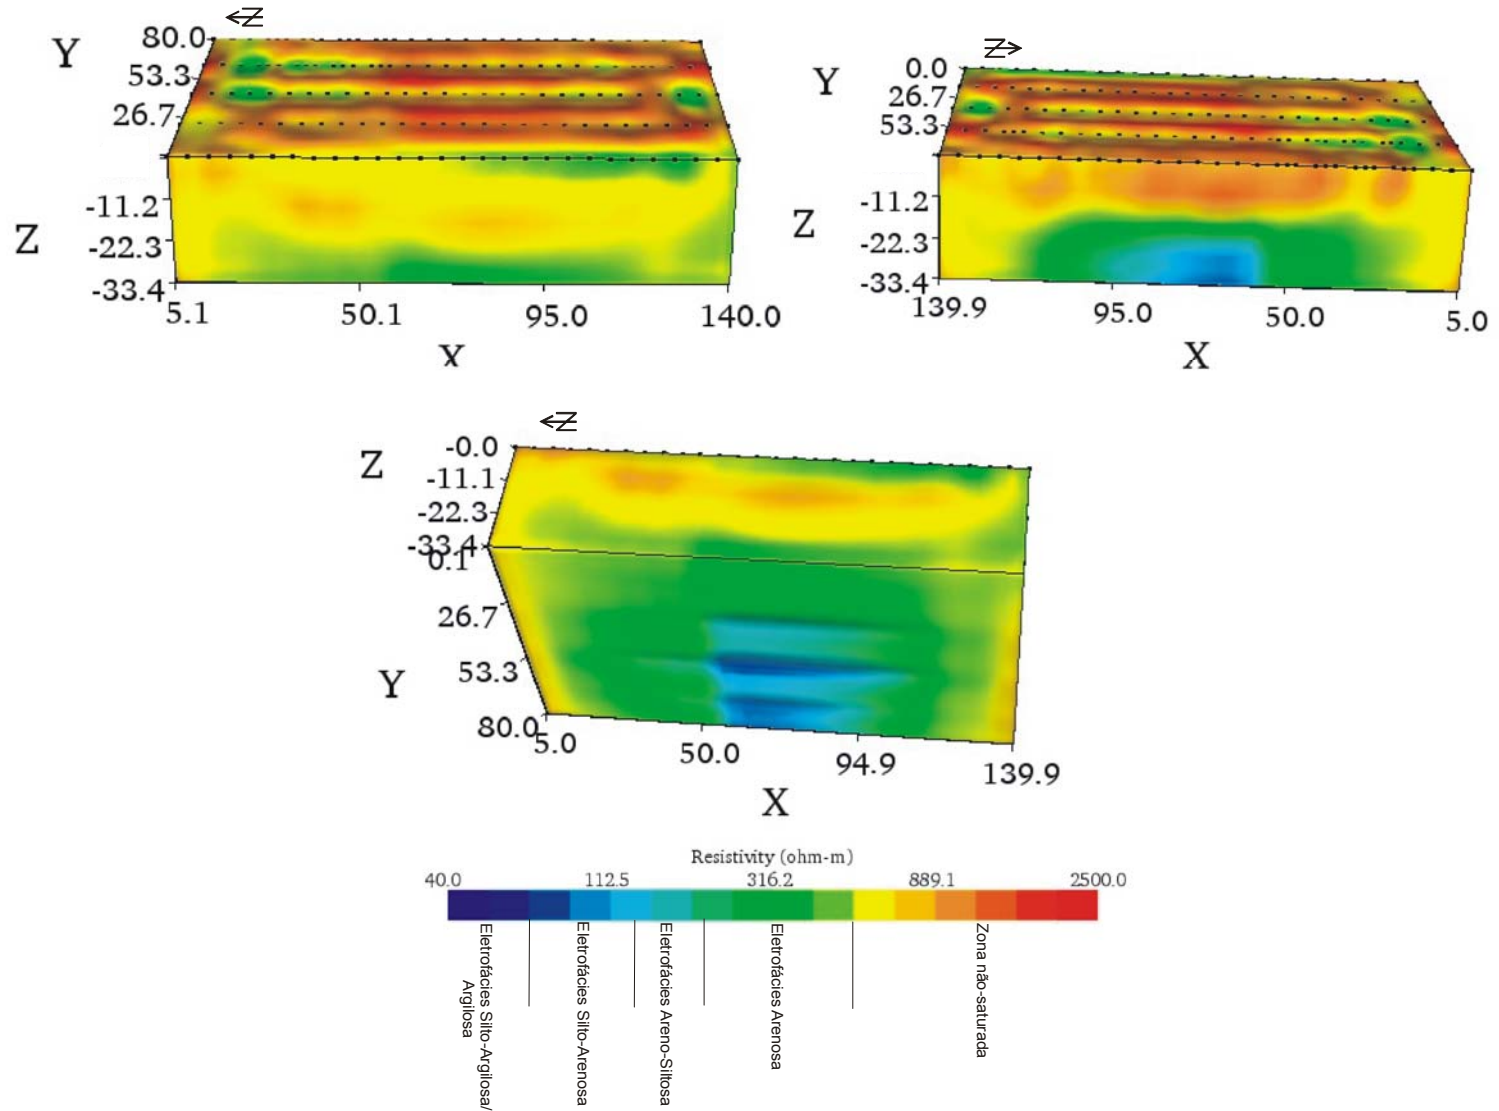 N
Y
80.0
53.3
26.7
Z
-11.2
-22.3
-33.4
5.1 50.1 95.0 140.0
X
N
Y
0.0
26.7
53.3
Z
-11.2
-22.3
-33.4
139.9 95.0 50.0 5.0
X
N
Z
-0.0
-11.1
-22.3
-33.4
0.1
26.7
53.3
Y
80.0
5.0 50.0 94.9 139.9
X
Resistivity (ohm-m)
40.0 112.5 316.2 889.1 2500.0
Eletrofácies Silto-Argilosa/
Argilosa
Eletrofácies Silto-Arenosa
Eletrofácies Areno-Siltosa
Eletrofácies Arenosa
Zona não-saturada